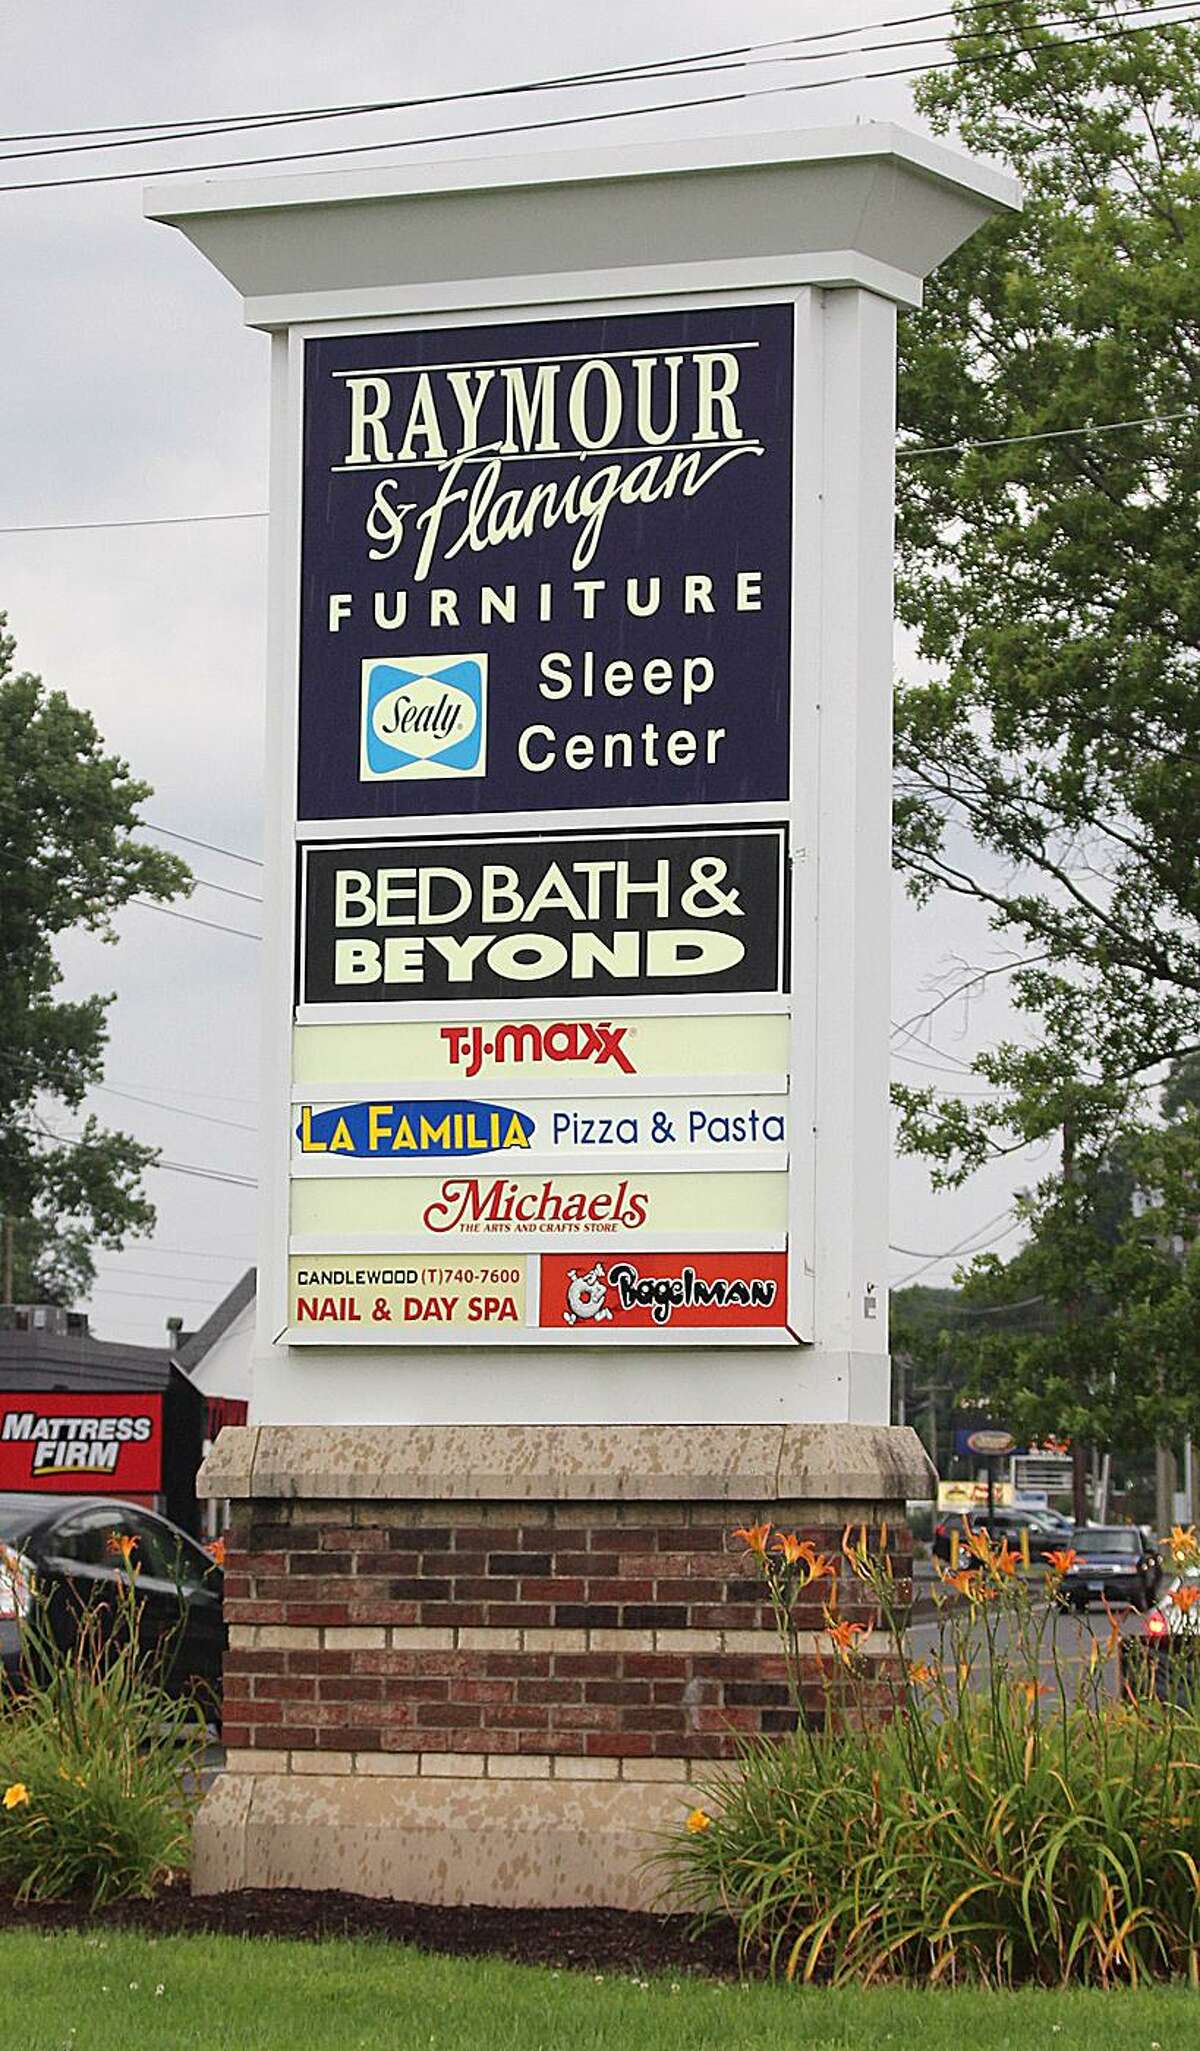 RAYMOUR
& Flanigan
FURNITURE
Sealy® Sleep
Center
BED BATH &
BEYOND
T·J·maxx®
LA FAMILIA Pizza & Pasta
Michaels
THE ARTS AND CRAFTS STORE
CANDLEWOOD (T)740-7600
NAIL & DAY SPA
BagelMAN
MATTRESS
FIRM